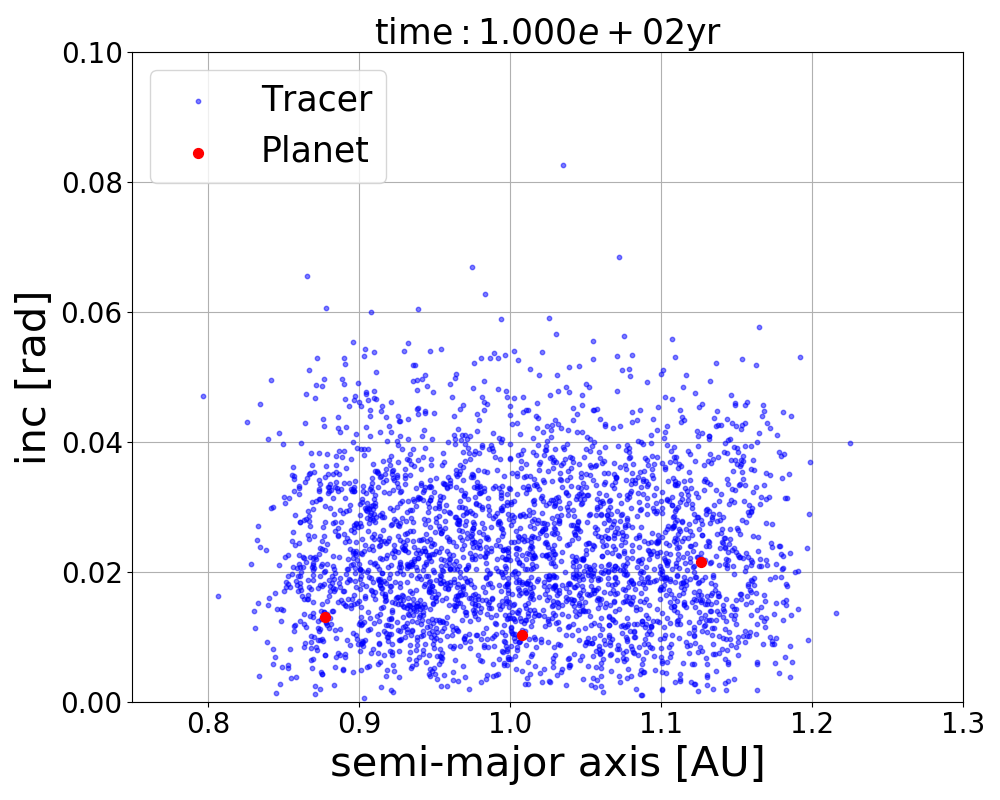 time : 1.000e + 02yr
0.10
0.08
0.06
0.04
0.02
0.00
inc [rad]
Tracer
Planet
0.8 0.9 1.0 1.1 1.2 1.3
semi-major axis [AU]